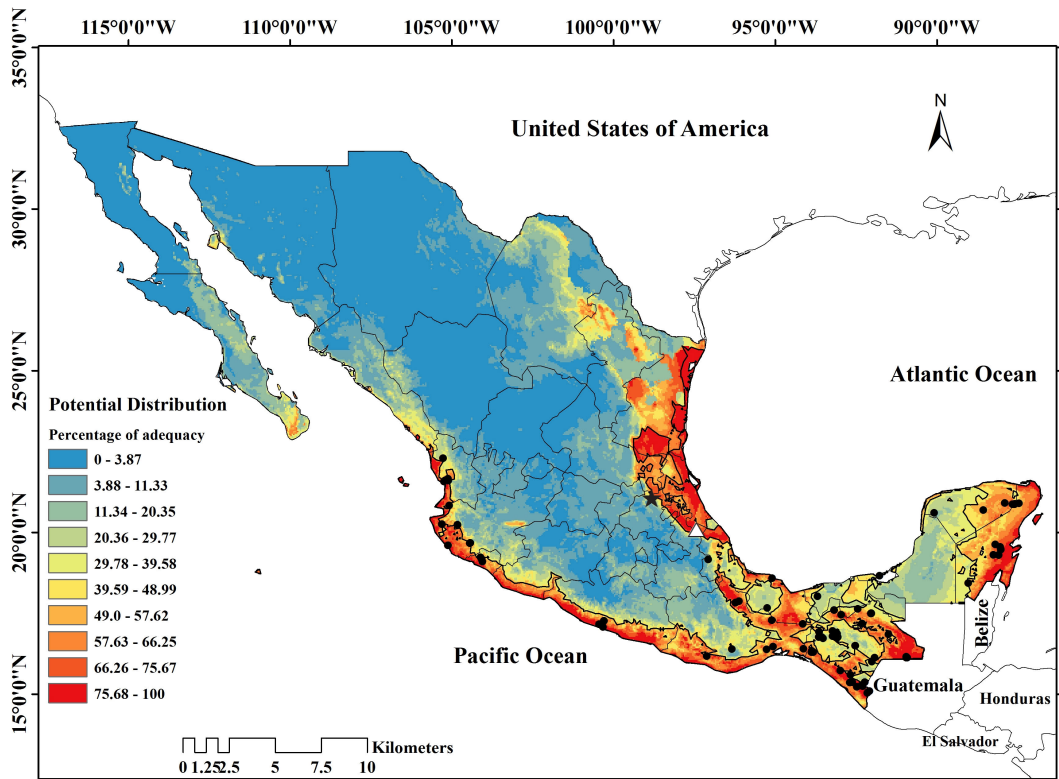 115°0'0"W 110°0'0"W 105°0'0"W 100°0'0"W 95°0'0"W 90°0'0"W
35°0'0"N
30°0'0"N
25°0'0"N
20°0'0"N
15°0'0"N
N
United States of America
Atlantic Ocean
Pacific Ocean
Belize
Guatemala
Honduras
El Salvador
Potential Distribution
Percentage of adequacy
0 - 3.87
3.88 - 11.33
11.34 - 20.35
20.36 - 29.77
29.78 - 39.58
39.59 - 48.99
49.0 - 57.62
57.63 - 66.25
66.26 - 75.67
75.68 - 100
Kilometers
0 1.252.5 5 7.5 10